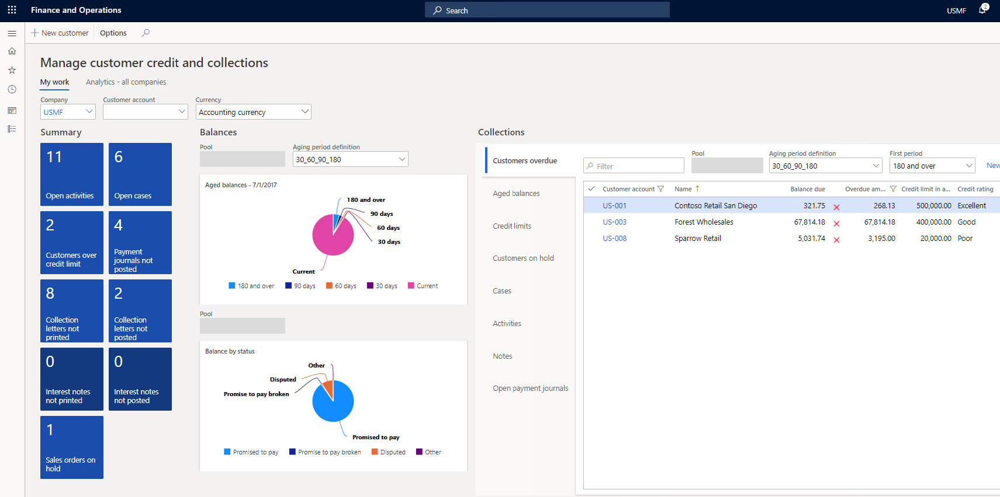 Finance and Operations
Search
USMF
2
New customer
Options
Manage customer credit and collections
My work
Analytics - all companies
Company
Customer account
Currency
USMF
Accounting currency
Summary
11
Open activities
6
Open cases
2
Customers over
credit limit
4
Payment
journals not
posted
8
Collection
letters not
printed
2
Collection
letters not
posted
0
Interest notes
not printed
0
Interest notes
not posted
1
Sales orders on
hold
Balances
Pool
Aging period definition
30_60_90_180
Aged balances - 7/1/2017
180 and over
90 days
60 days
30 days
Current
180 and over
90 days
60 days
30 days
Current
Pool
Balance by status
Other
Disputed
Promise to pay broken
Promised to pay
Promised to pay
Promise to pay broken
Disputed
Other
Collections
Customers overdue
Aged balances
Credit limits
Customers on hold
Cases
Activities
Notes
Open payment journals
Filter
Pool
Aging period definition
30_60_90_180
First period
180 and over
New
Customer account Name Balance due Overdue am... Credit limit in a... Credit rating
US-001 Contoso Retail San Diego 321.75 268.13 500,000.00 Excellent
US-003 Forest Wholesales 67,814.18 67,814.18 400,000.00 Good
US-008 Sparrow Retail 5,031.74 3,195.00 20,000.00 Poor